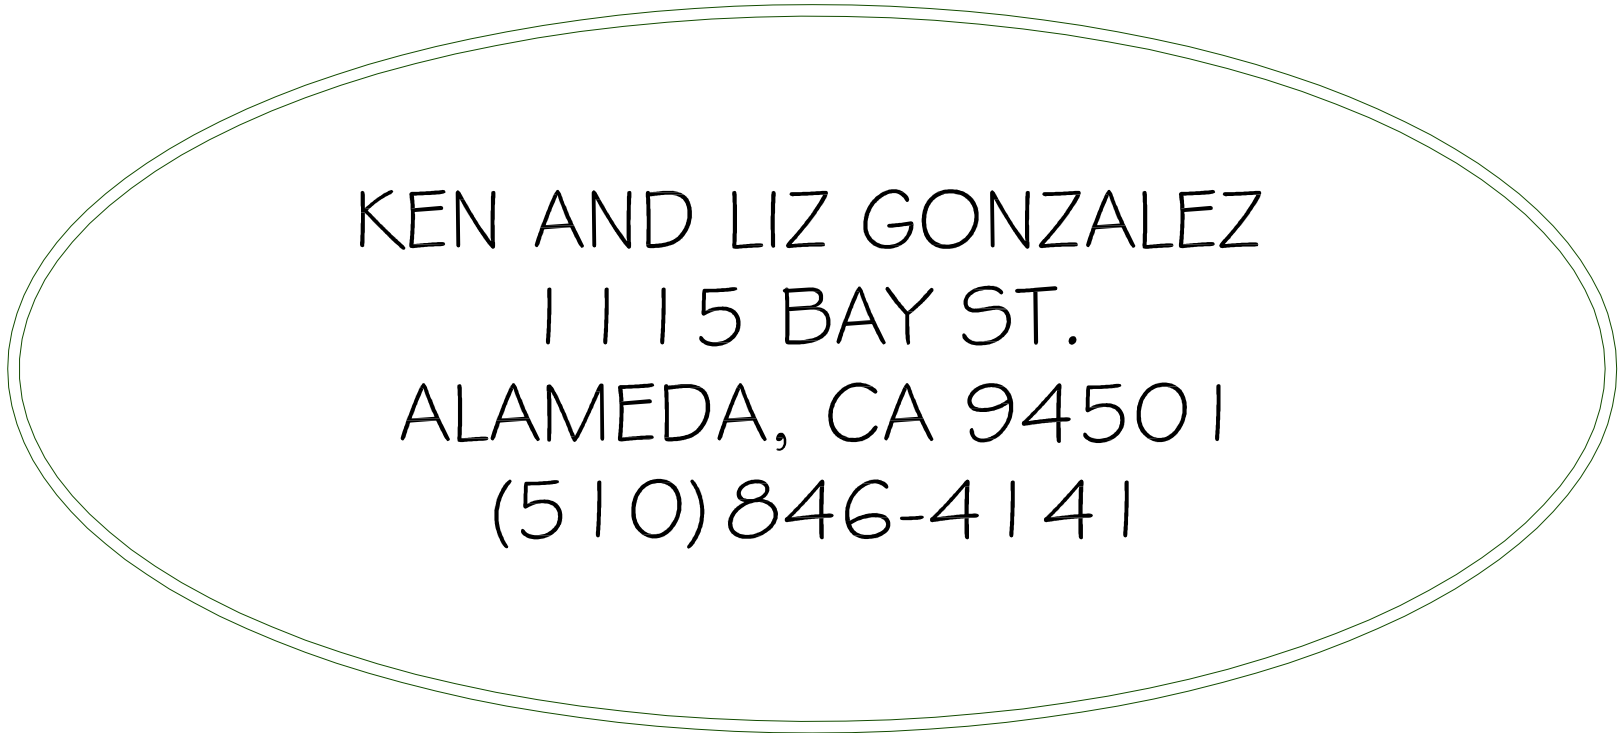 KEN AND LIZ GONZALEZ
1115 BAY ST.
ALAMEDA, CA 94501
(510)846-4141